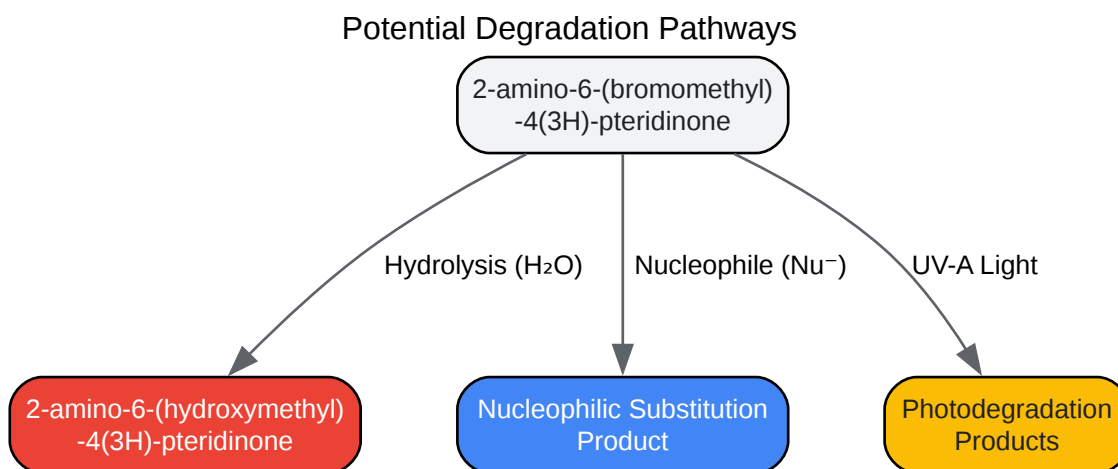 Potential Degradation Pathways
2-amino-6-(bromomethyl)
-4(3H)-pteridinone
Hydrolysis (H₂O)
Nucleophile (Nu⁻)
UV-A Light
2-amino-6-(hydroxymethyl)
-4(3H)-pteridinone
Nucleophilic Substitution
Product
Photodegradation
Products